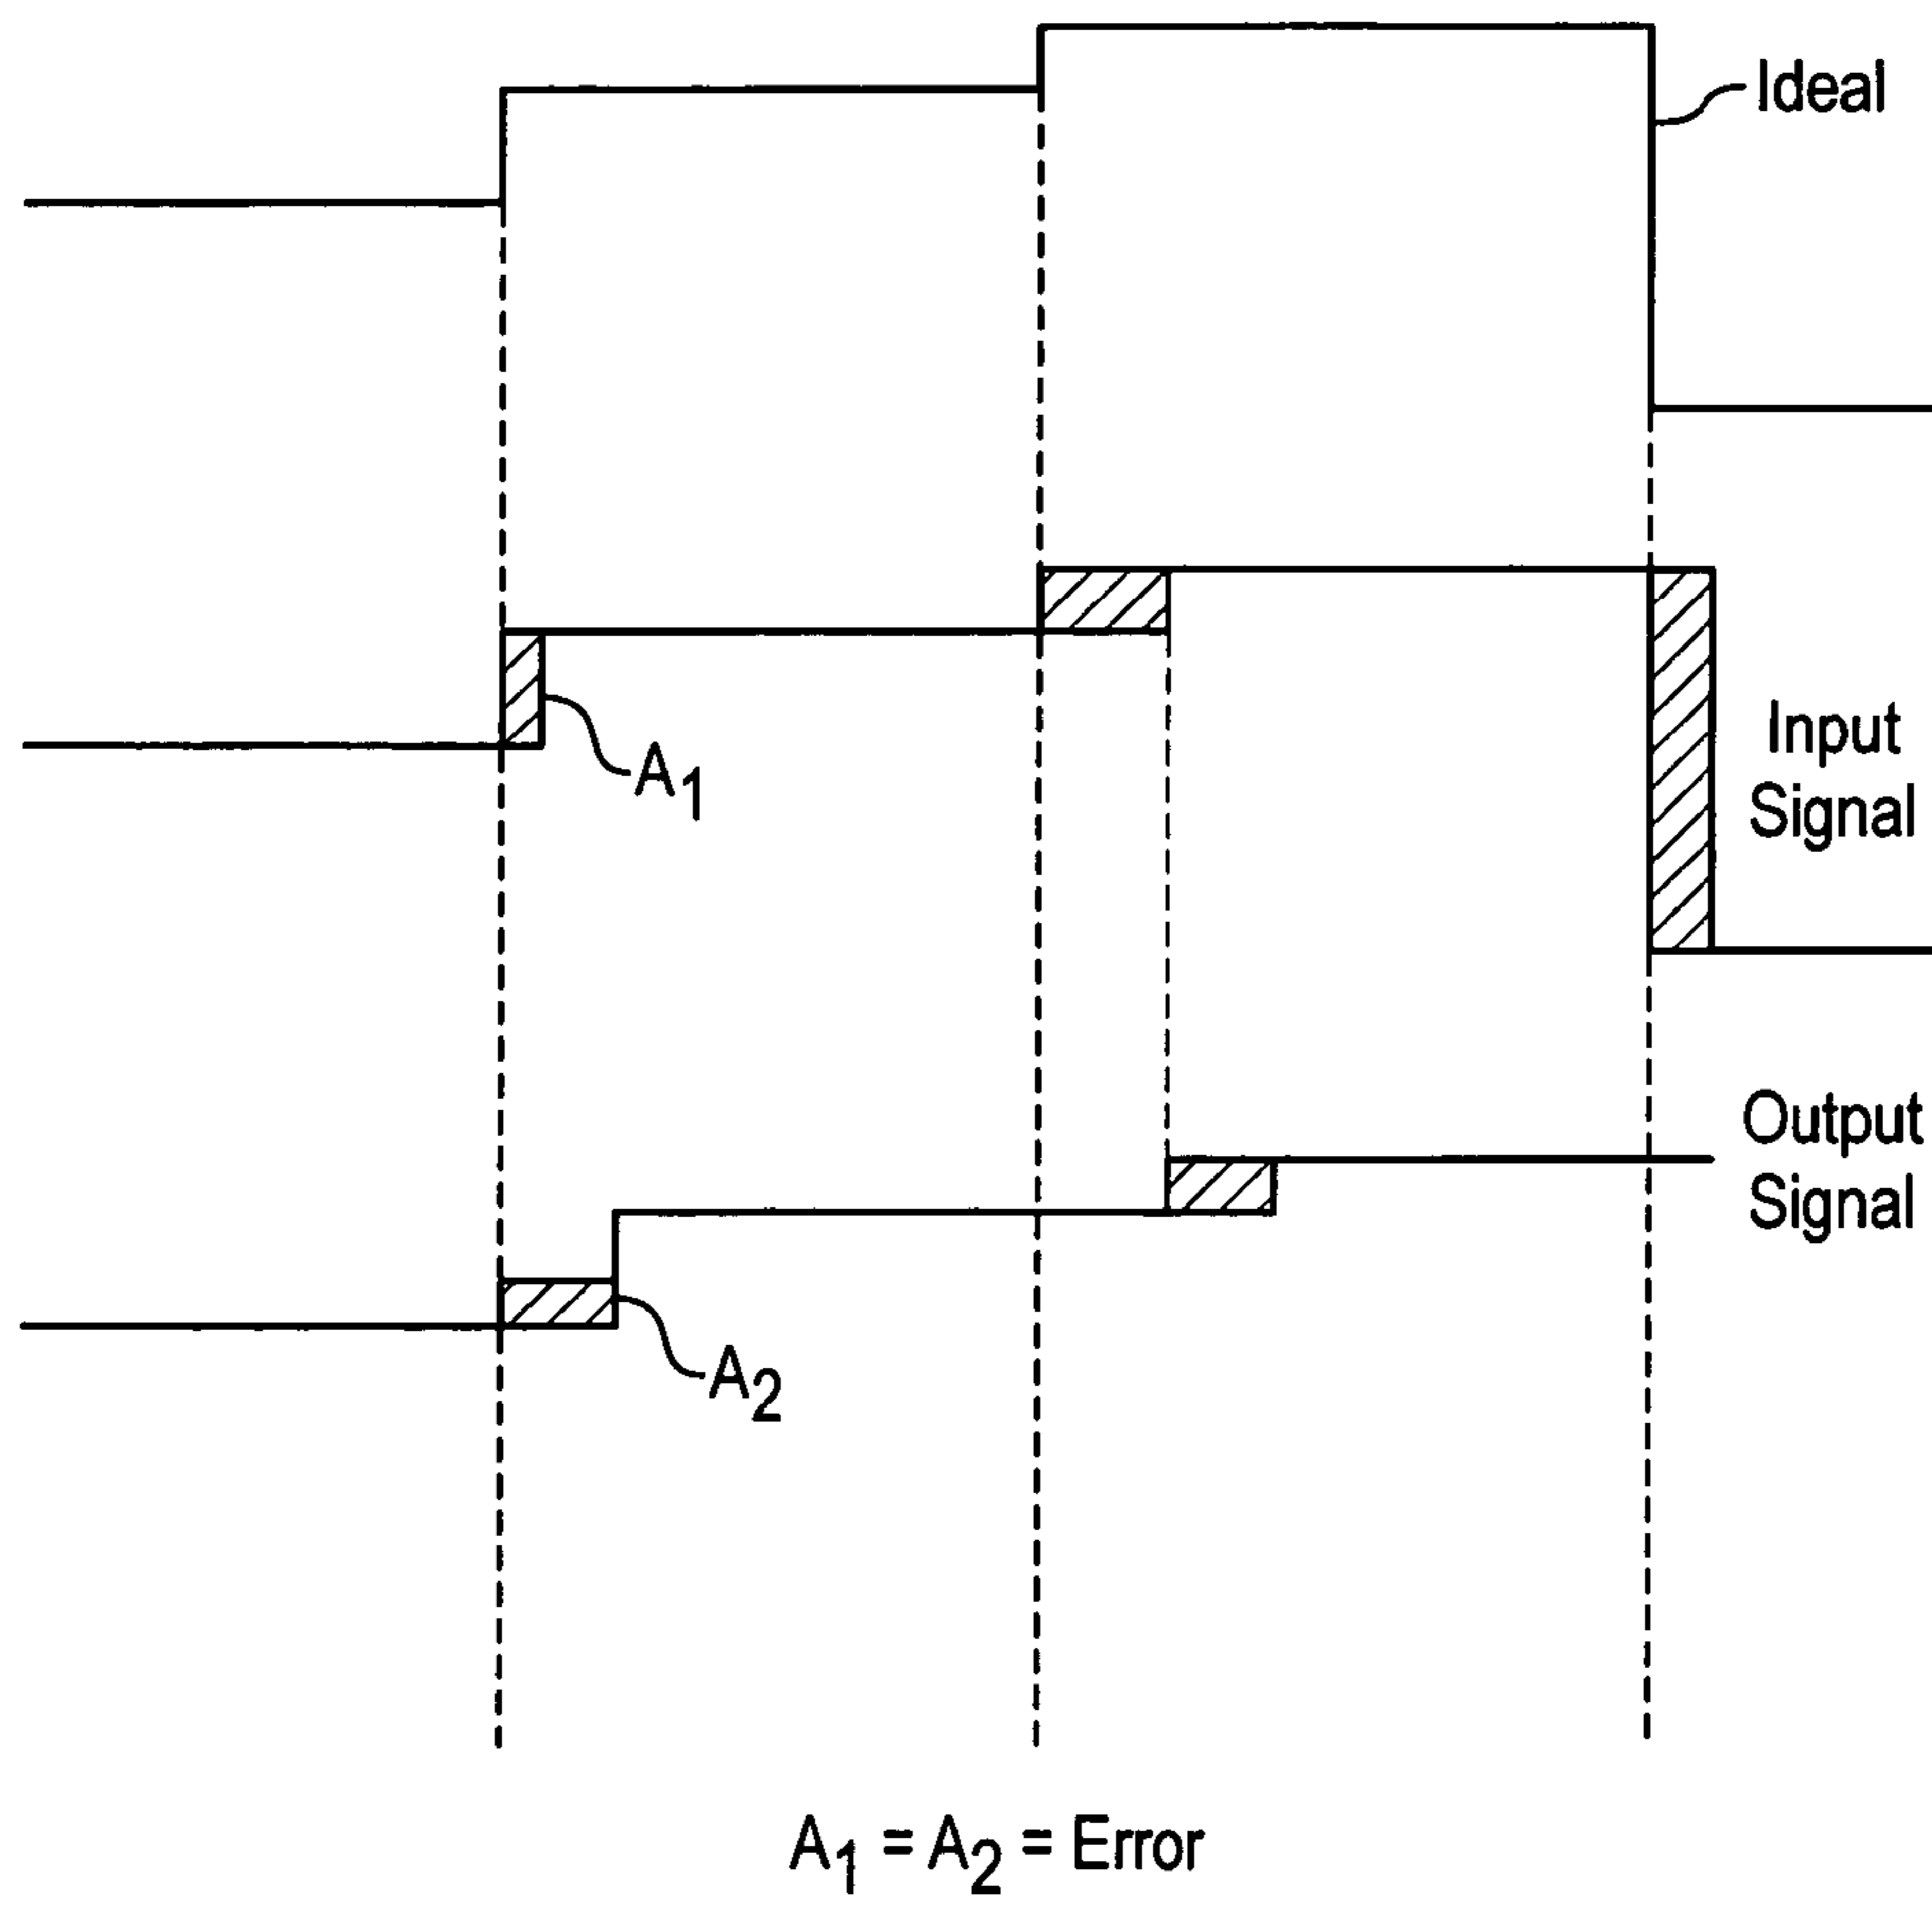 Ideal
A1
Input
Signal
Output
Signal
A2
A1 = A2 = Error